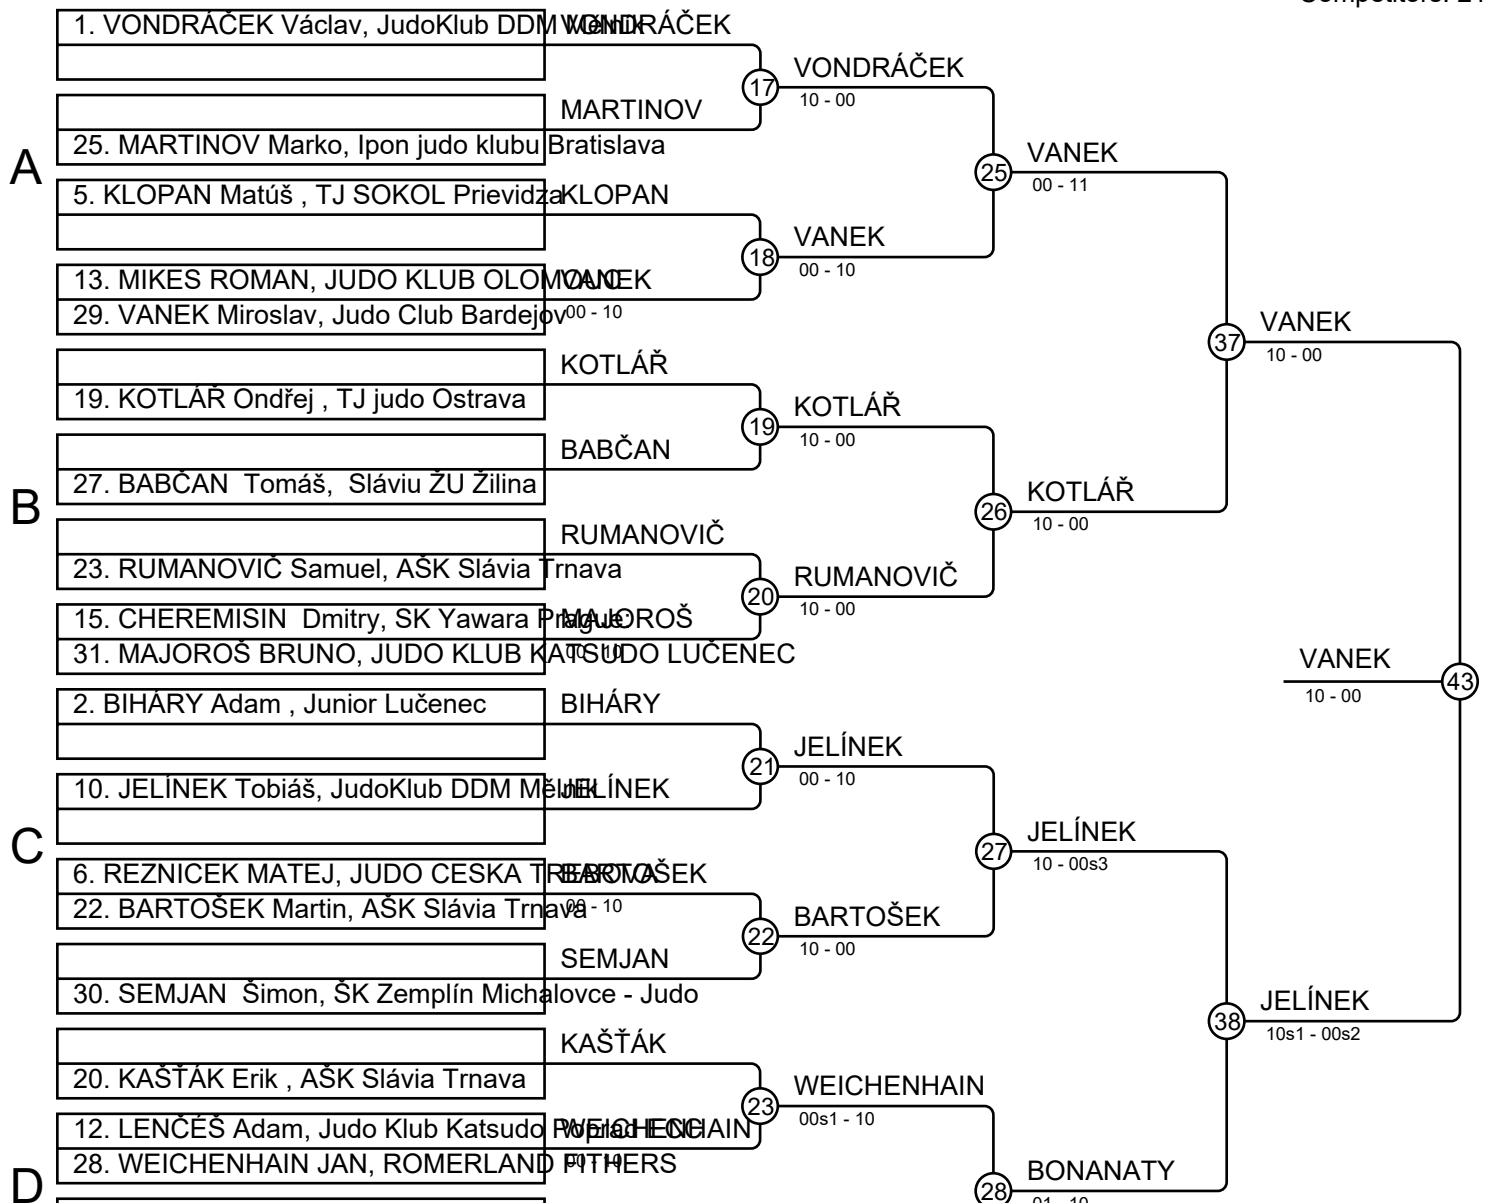 1. VONDRÁČEK Václav, JudoKlub DDM Mělník
VONDRÁČEK
17
VONDRÁČEK
10 - 00
MARTINOV
25. MARTINOV Marko, Ipon judo klubu Bratislava
A
25
VANEK
00 - 11
5. KLOPAN Matúš , TJ SOKOL Prievidza
KLOPAN
18
VANEK
00 - 10
13. MIKES ROMAN, JUDO KLUB OLOMOUC
VANEK
29. VANEK Miroslav, Judo Club Bardejov
00 - 10
37
VANEK
10 - 00
KOTLÁŘ
19. KOTLÁŘ Ondřej , TJ judo Ostrava
19
KOTLÁŘ
10 - 00
BABČAN
27. BABČAN  Tomáš,  Sláviu ŽU Žilina
B
26
KOTLÁŘ
10 - 00
RUMANOVIČ
23. RUMANOVIČ Samuel, AŠK Slávia Trnava
20
RUMANOVIČ
10 - 00
15. CHEREMISIN  Dmitry, SK Yawara Prague
MAJOROŠ
31. MAJOROŠ BRUNO, JUDO KLUB KATSUDO LUČENEC
00 - 10
VANEK
43
10 - 00
2. BIHÁRY Adam , Junior Lučenec
BIHÁRY
21
JELÍNEK
00 - 10
10. JELÍNEK Tobiáš, JudoKlub DDM Mělník
JELÍNEK
C
27
JELÍNEK
10 - 00s3
6. REZNICEK MATEJ, JUDO CESKA TREBOVA
BARTOŠEK
22. BARTOŠEK Martin, AŠK Slávia Trnava
00 - 10
22
BARTOŠEK
10 - 00
SEMJAN
30. SEMJAN  Šimon, ŠK Zemplín Michalovce - Judo
38
JELÍNEK
10s1 - 00s2
KAŠŤÁK
20. KAŠŤÁK Erik , AŠK Slávia Trnava
23
WEICHENHAIN
00s1 - 10
12. LENČÉŠ Adam, Judo Klub Katsudo Poprad
WEICHENHAIN
28. WEICHENHAIN JAN, ROMERLAND FITHERS
00 - 10
D
28
BONANATY